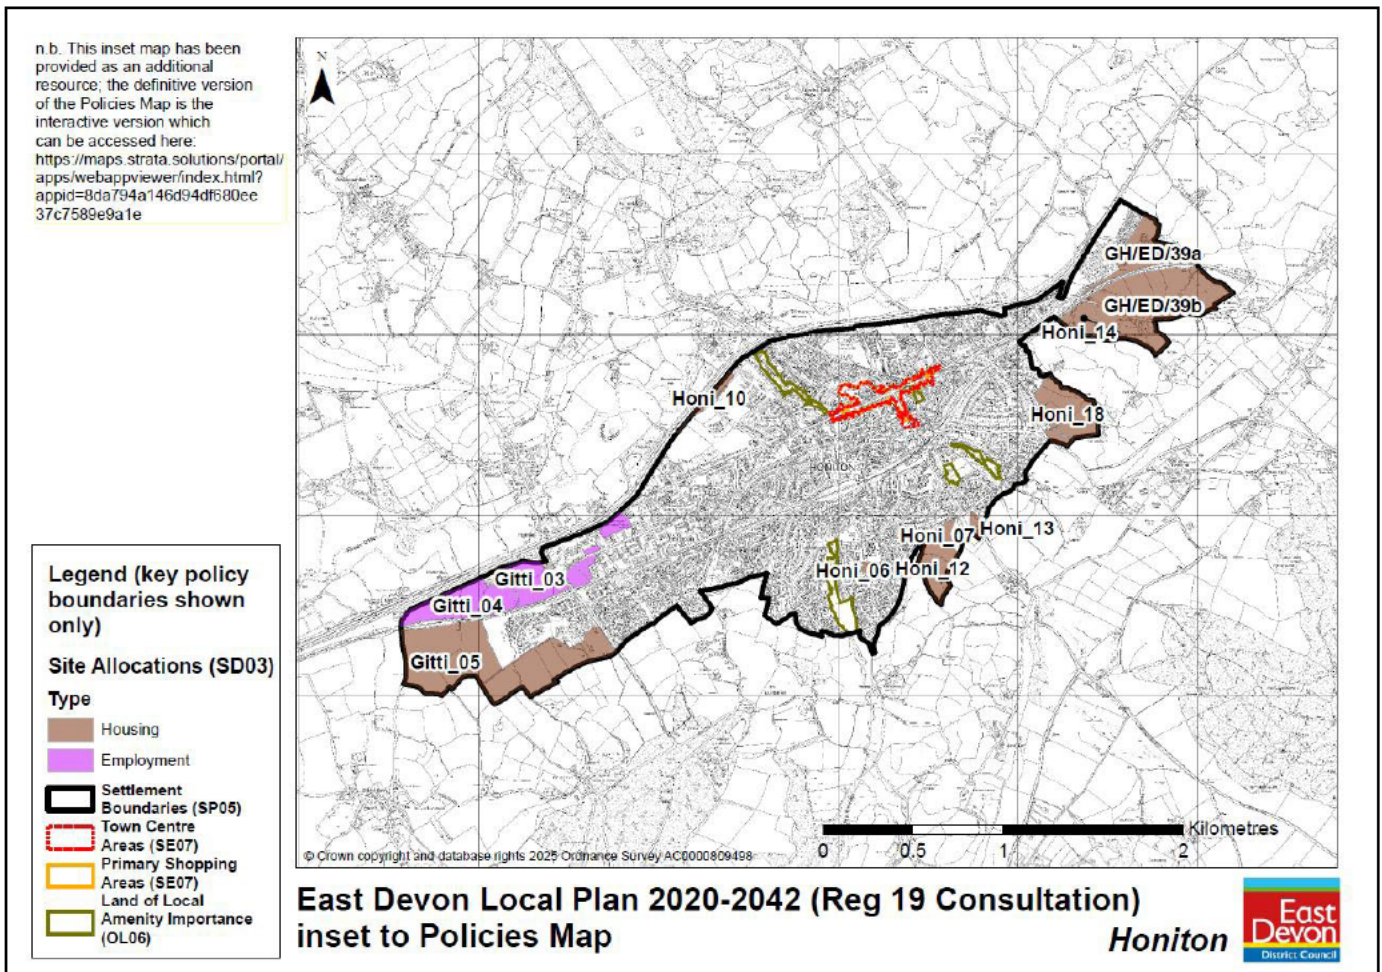 n.b. This inset map has been
provided as an additional
resource; the definitive version
of the Policies Map is the
interactive version which
can be accessed here:
https://maps.strata.solutions/portal/
apps/webappviewer/index.html?
appid=8da794a146d94df680ee
37c7589e9a1e
N
GH/ED/39a
GH/ED/39b
Honi_14
Honi_10
Honi_18
HONITON
Honi_13
Honi_07
Honi_06
Honi_12
Gitti_03
Gitti_04
Gitti_05
Legend (key policy
boundaries shown
only)
Site Allocations (SD03)
Type
Housing
Employment
Settlement
Boundaries (SP05)
Town Centre
Areas (SE07)
Primary Shopping
Areas (SE07)
Land of Local
Amenity Importance
(OL06)
Kilometres
0 0.5 1 2
© Crown copyright and database rights 2025 Ordnance Survey AC0000809498
East Devon Local Plan 2020-2042 (Reg 19 Consultation)
inset to Policies Map
Honiton
East
Devon
District Council